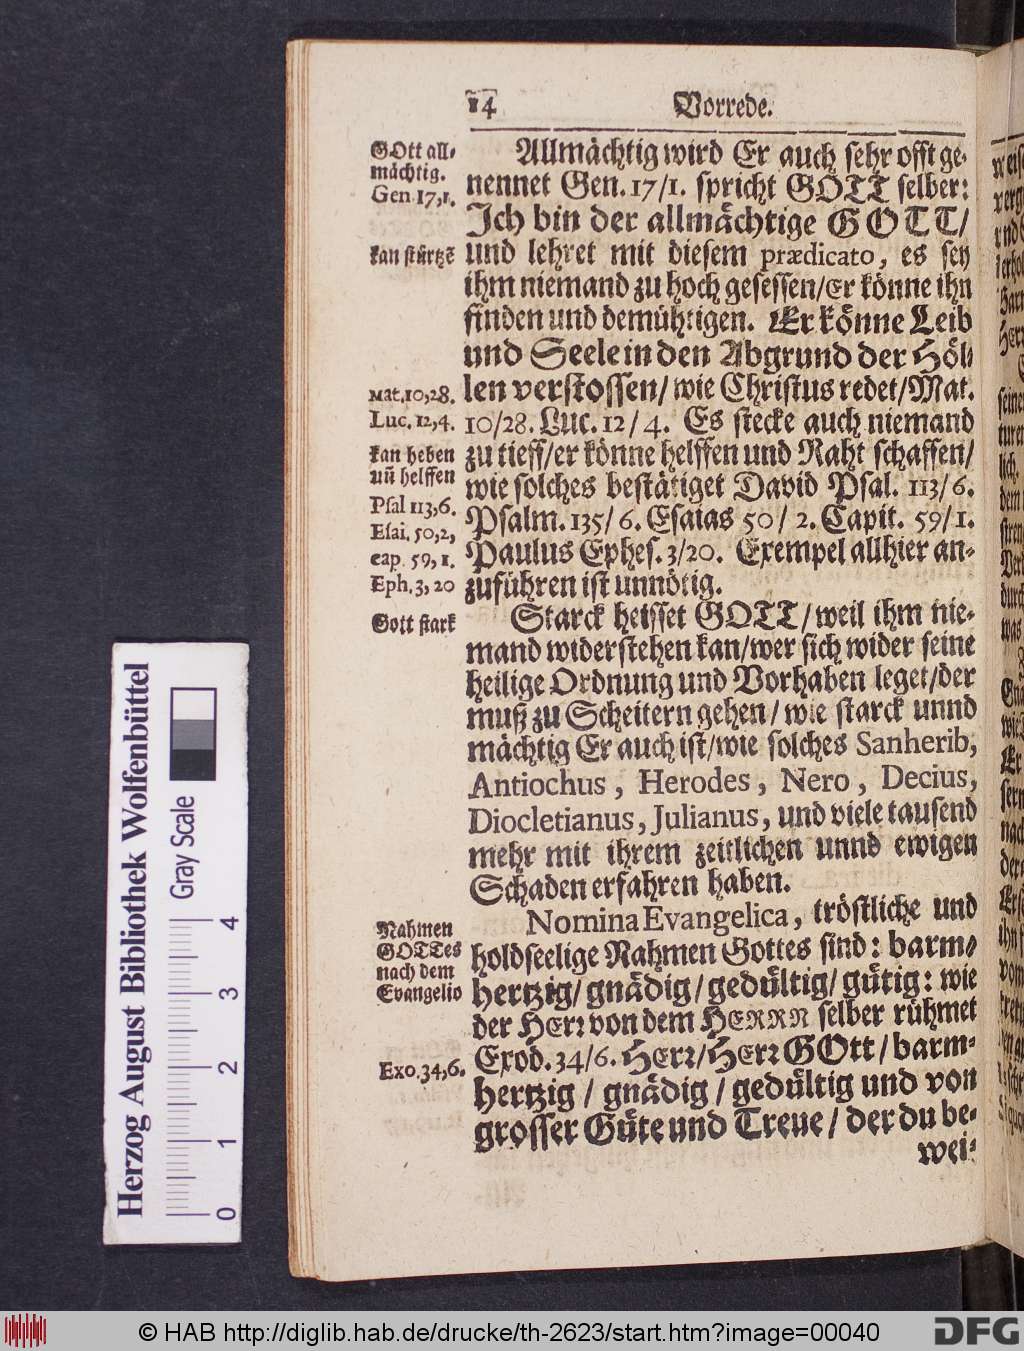 14 Vorrede.
GOtt all-
mächtig.
Gen 17,1.
Allmächtig wird Er auch sehr offt ge-
nennet Gen. 17/1. spricht GOTT selber:
Ich bin der allmächtige GOTT/
kan stürtzē
und lehret mit diesem prædicato, es sey
ihm niemand zu hoch gesessen/Er könne ihn
finden und demühtigen. Er könne Leib
und Seele in den Abgrund der Höl-
Mat.10,28.
len verstossen/ wie Christus redet/Mat.
Luc. 12,4.
10/28. Luc. 12/4. Es stecke auch niemand
kan heben
zu tieff/er könne helffen und Raht schaffen/
uñ helffen
wie solches bestätiget David Psal. 113/6.
Psal 113,6.
Psalm. 135/6. Esaias 50/2. Capit. 59/1.
Esai. 50,2,
cap. 59,1.
Paulus Ephes. 3/20. Exempel allhier an-
Eph. 3, 20
zuführen ist unnötig.
Gott stark
Starck heisset GOTT/weil ihm nie-
mand widerstehen kan/wer sich wider seine
heilige Ordnung und Vorhaben leget/der
muß zu Scheitern gehen/ wie starck unnd
mächtig Er auch ist/wie solches Sanherib,
Antiochus, Herodes, Nero, Decius,
Diocletianus, Julianus, und viele tausend
mehr mit ihrem zeitlichen unnd ewigen
Schaden erfahren haben.
Nahmen
GOTTes
nach dem
Evangelio
Nomina Evangelica, tröstliche und
holdseelige Nahmen Gottes sind: barm-
hertzig/ gnädig/ gedültig/ gütig: wie
der HErr von dem HERRN selber rühmet
Exo.34,6.
Exod. 34/6. HErr/HErr GOtt/ barm-
hertzig / gnädig / gedültig und von
grosser Güte und Treue/ der du be-
wei-
Herzog August Bibliothek Wolfenbüttel
Gray Scale
0 1 2 3 4
© HAB http://diglib.hab.de/drucke/th-2623/start.htm?image=00040
DFG